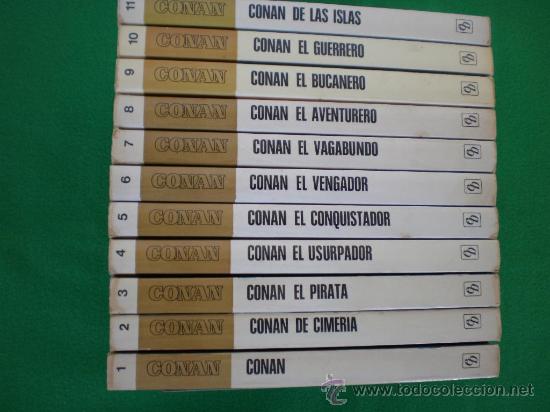 11 CONAN CONAN DE LAS ISLAS
10 CONAN CONAN EL GUERRERO
9 CONAN CONAN EL BUCANERO
8 CONAN CONAN EL AVENTURERO
7 CONAN CONAN EL VAGABUNDO
6 CONAN CONAN EL VENGADOR
5 CONAN CONAN EL CONQUISTADOR
4 CONAN CONAN EL USURPADOR
3 CONAN CONAN EL PIRATA
2 CONAN CONAN DE CIMERIA
1 CONAN CONAN
www.todocoleccion.net